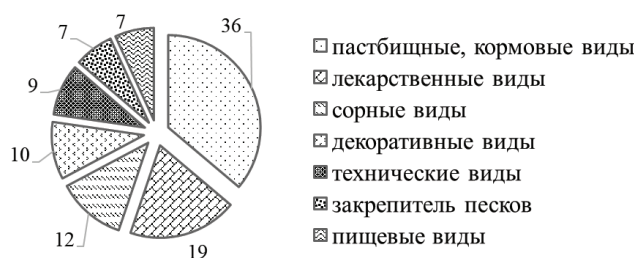 36
7
7
9
10
12
19
пастбищные, кормовые виды
лекарственные виды
сорные виды
декоративные виды
технические виды
закрепитель песков
пищевые виды